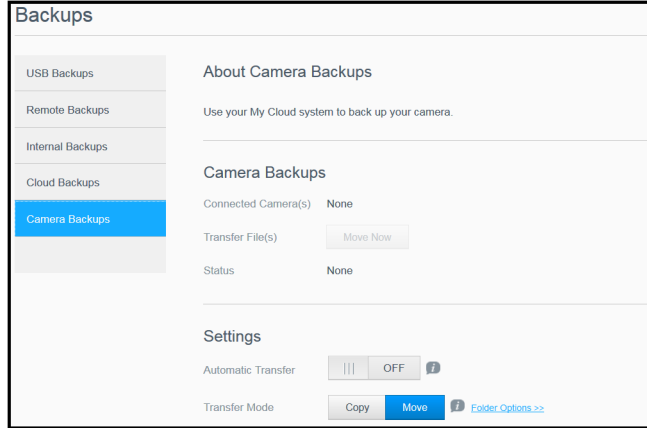 Backups
USB Backups
Remote Backups
Internal Backups
Cloud Backups
Camera Backups
About Camera Backups
Use your My Cloud system to back up your camera.
Camera Backups
Connected Camera(s) None
Transfer File(s) Move Now
Status None
Settings
Automatic Transfer OFF i
Transfer Mode Copy Move i Folder Options >>